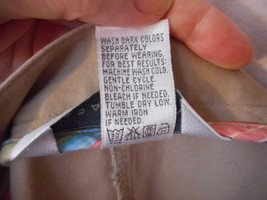 WASH DARK COLORS
SEPARATELY
BEFORE WEARING.
FOR BEST RESULTS:
MACHINE WASH COLD,
GENTLE CYCLE.
NON-CHLORINE
BLEACH IF NEEDED.
TUMBLE DRY LOW.
WARM IRON
IF NEEDED.